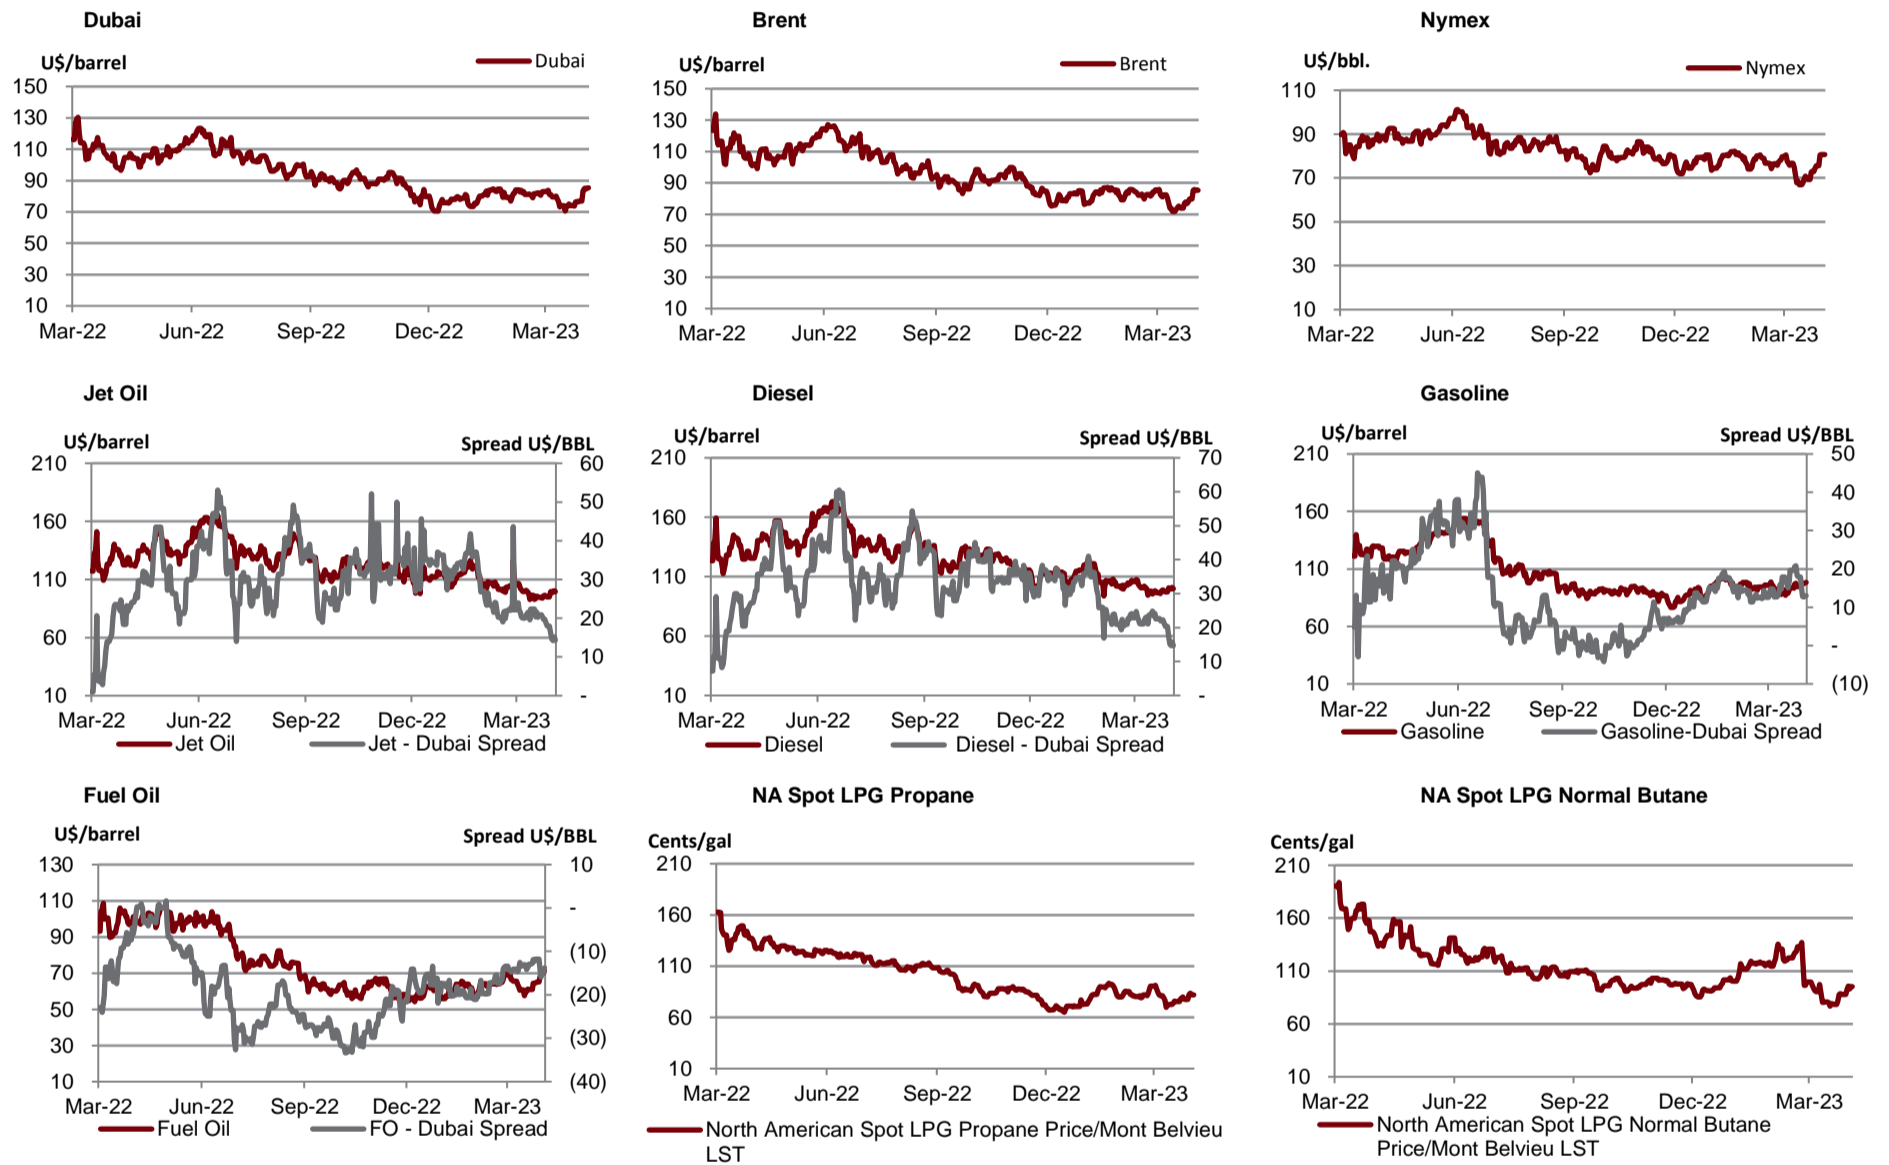 Dubai
U$/barrel
Dubai
150
130
110
90
70
50
30
10
Mar-22 Jun-22 Sep-22 Dec-22 Mar-23
Brent
U$/barrel
Brent
150
130
110
90
70
50
30
10
Mar-22 Jun-22 Sep-22 Dec-22 Mar-23
Nymex
U$/bbl.
Nymex
110
90
70
50
30
10
Mar-22 Jun-22 Sep-22 Dec-22 Mar-23
Jet Oil
U$/barrel Spread U$/BBL
210
160
110
60
10
60
50
40
30
20
10
-
Mar-22 Jun-22 Sep-22 Dec-22 Mar-23
Jet Oil Jet - Dubai Spread
Diesel
U$/barrel Spread U$/BBL
210
160
110
60
10
70
60
50
40
30
20
10
-
Mar-22 Jun-22 Sep-22 Dec-22 Mar-23
Diesel Diesel - Dubai Spread
Gasoline
U$/barrel Spread U$/BBL
210
160
110
60
10
50
40
30
20
10
-
(10)
Mar-22 Jun-22 Sep-22 Dec-22 Mar-23
Gasoline Gasoline-Dubai Spread
Fuel Oil
U$/barrel Spread U$/BBL
130
110
90
70
50
30
10
10
-
(10)
(20)
(30)
(40)
Mar-22 Jun-22 Sep-22 Dec-22 Mar-23
Fuel Oil FO - Dubai Spread
NA Spot LPG Propane
Cents/gal
210
160
110
60
10
Mar-22 Jun-22 Sep-22 Dec-22 Mar-23
North American Spot LPG Propane Price/Mont Belvieu
LST
NA Spot LPG Normal Butane
Cents/gal
210
160
110
60
10
Mar-22 Jun-22 Sep-22 Dec-22 Mar-23
North American Spot LPG Normal Butane
Price/Mont Belvieu LST